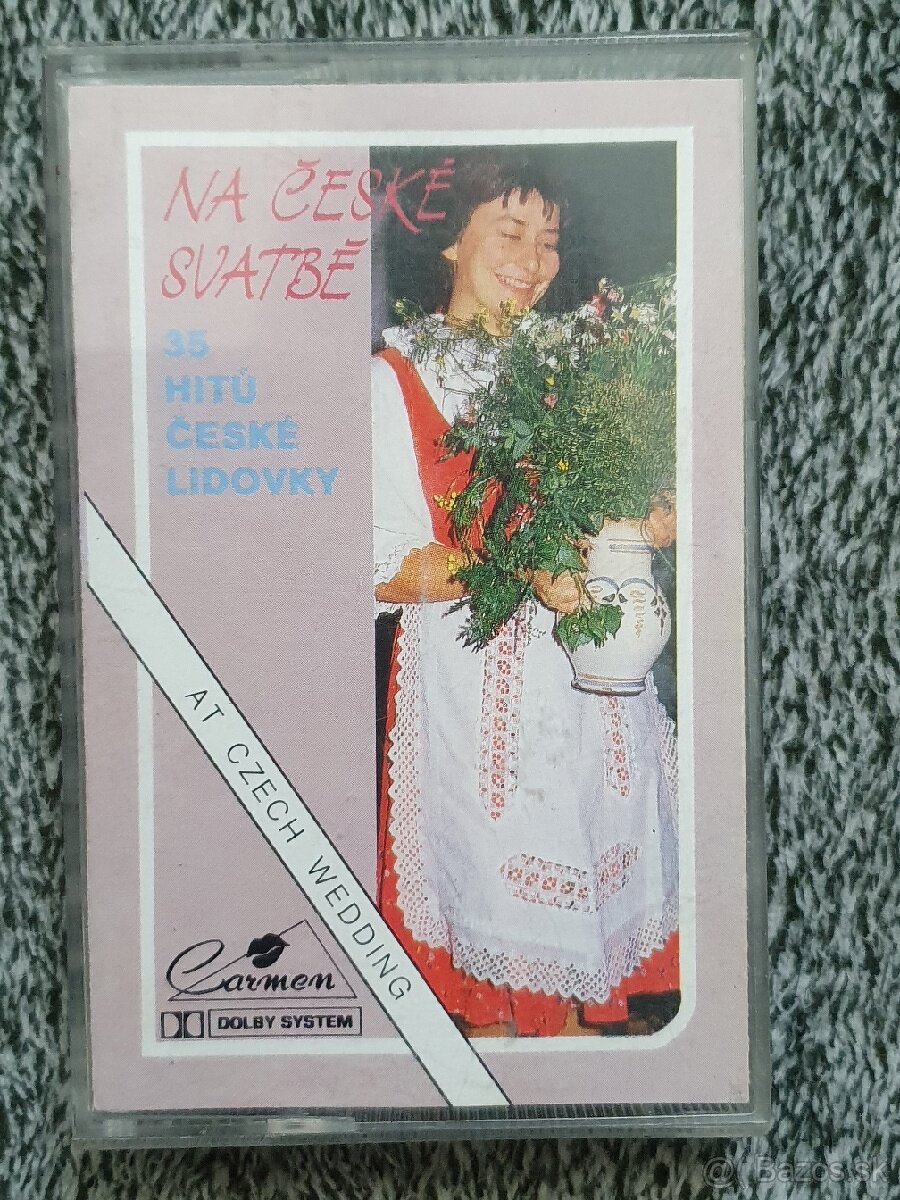 NA ČESKÉ
SVATBĚ
35
HITŮ
ČESKÉ
LIDOVKY
AT CZECH WEDDING
Carmen
DOLBY SYSTEM
@ Bazos.sk